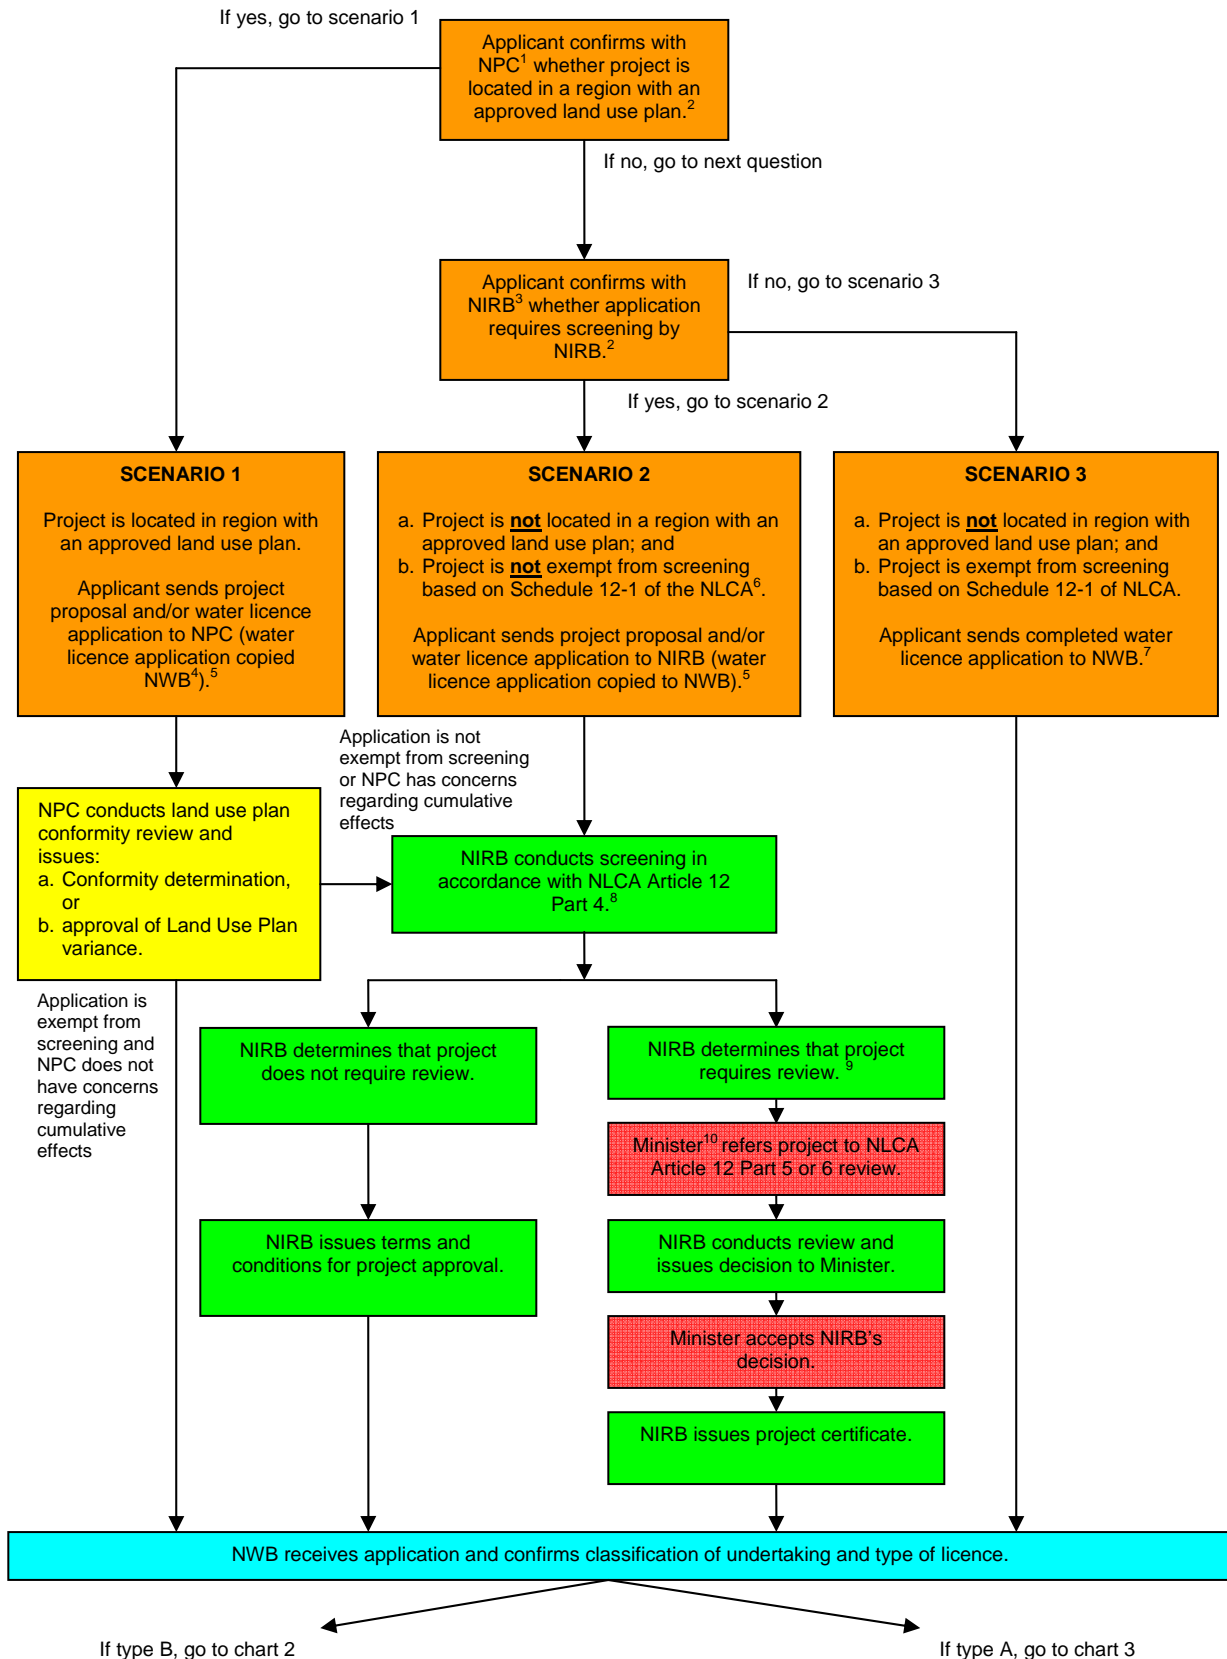 If yes, go to scenario 1
Applicant confirms with
NPC1 whether project is
located in a region with an
approved land use plan.2
If no, go to next question
Applicant confirms with
NIRB3 whether application
requires screening by
NIRB.2
If no, go to scenario 3
If yes, go to scenario 2
SCENARIO 1
Project is located in region with
an approved land use plan.
Applicant sends project
proposal and/or water licence
application to NPC (water
licence application copied
NWB4).5
SCENARIO 2
a. Project is not located in a region with an
approved land use plan; and
b. Project is not exempt from screening
based on Schedule 12-1 of the NLCA6.
Applicant sends project proposal and/or
water licence application to NIRB (water
licence application copied to NWB).5
SCENARIO 3
a. Project is not located in region with
an approved land use plan; and
b. Project is exempt from screening
based on Schedule 12-1 of NLCA.
Applicant sends completed water
licence application to NWB.7
Application is not
exempt from screening
or NPC has concerns
regarding cumulative
effects
NPC conducts land use plan
conformity review and
issues:
a. Conformity determination,
or
b. approval of Land Use Plan
variance.
NIRB conducts screening in
accordance with NLCA Article 12
Part 4.8
Application is
exempt from
screening and
NPC does not
have concerns
regarding
cumulative
effects
NIRB determines that project
does not require review.
NIRB determines that project
requires review. 9
Minister10 refers project to NLCA
Article 12 Part 5 or 6 review.
NIRB issues terms and
conditions for project approval.
NIRB conducts review and
issues decision to Minister.
Minister accepts NIRB's
decision.
NIRB issues project certificate.
NWB receives application and confirms classification of undertaking and type of licence.
If type B, go to chart 2
If type A, go to chart 3